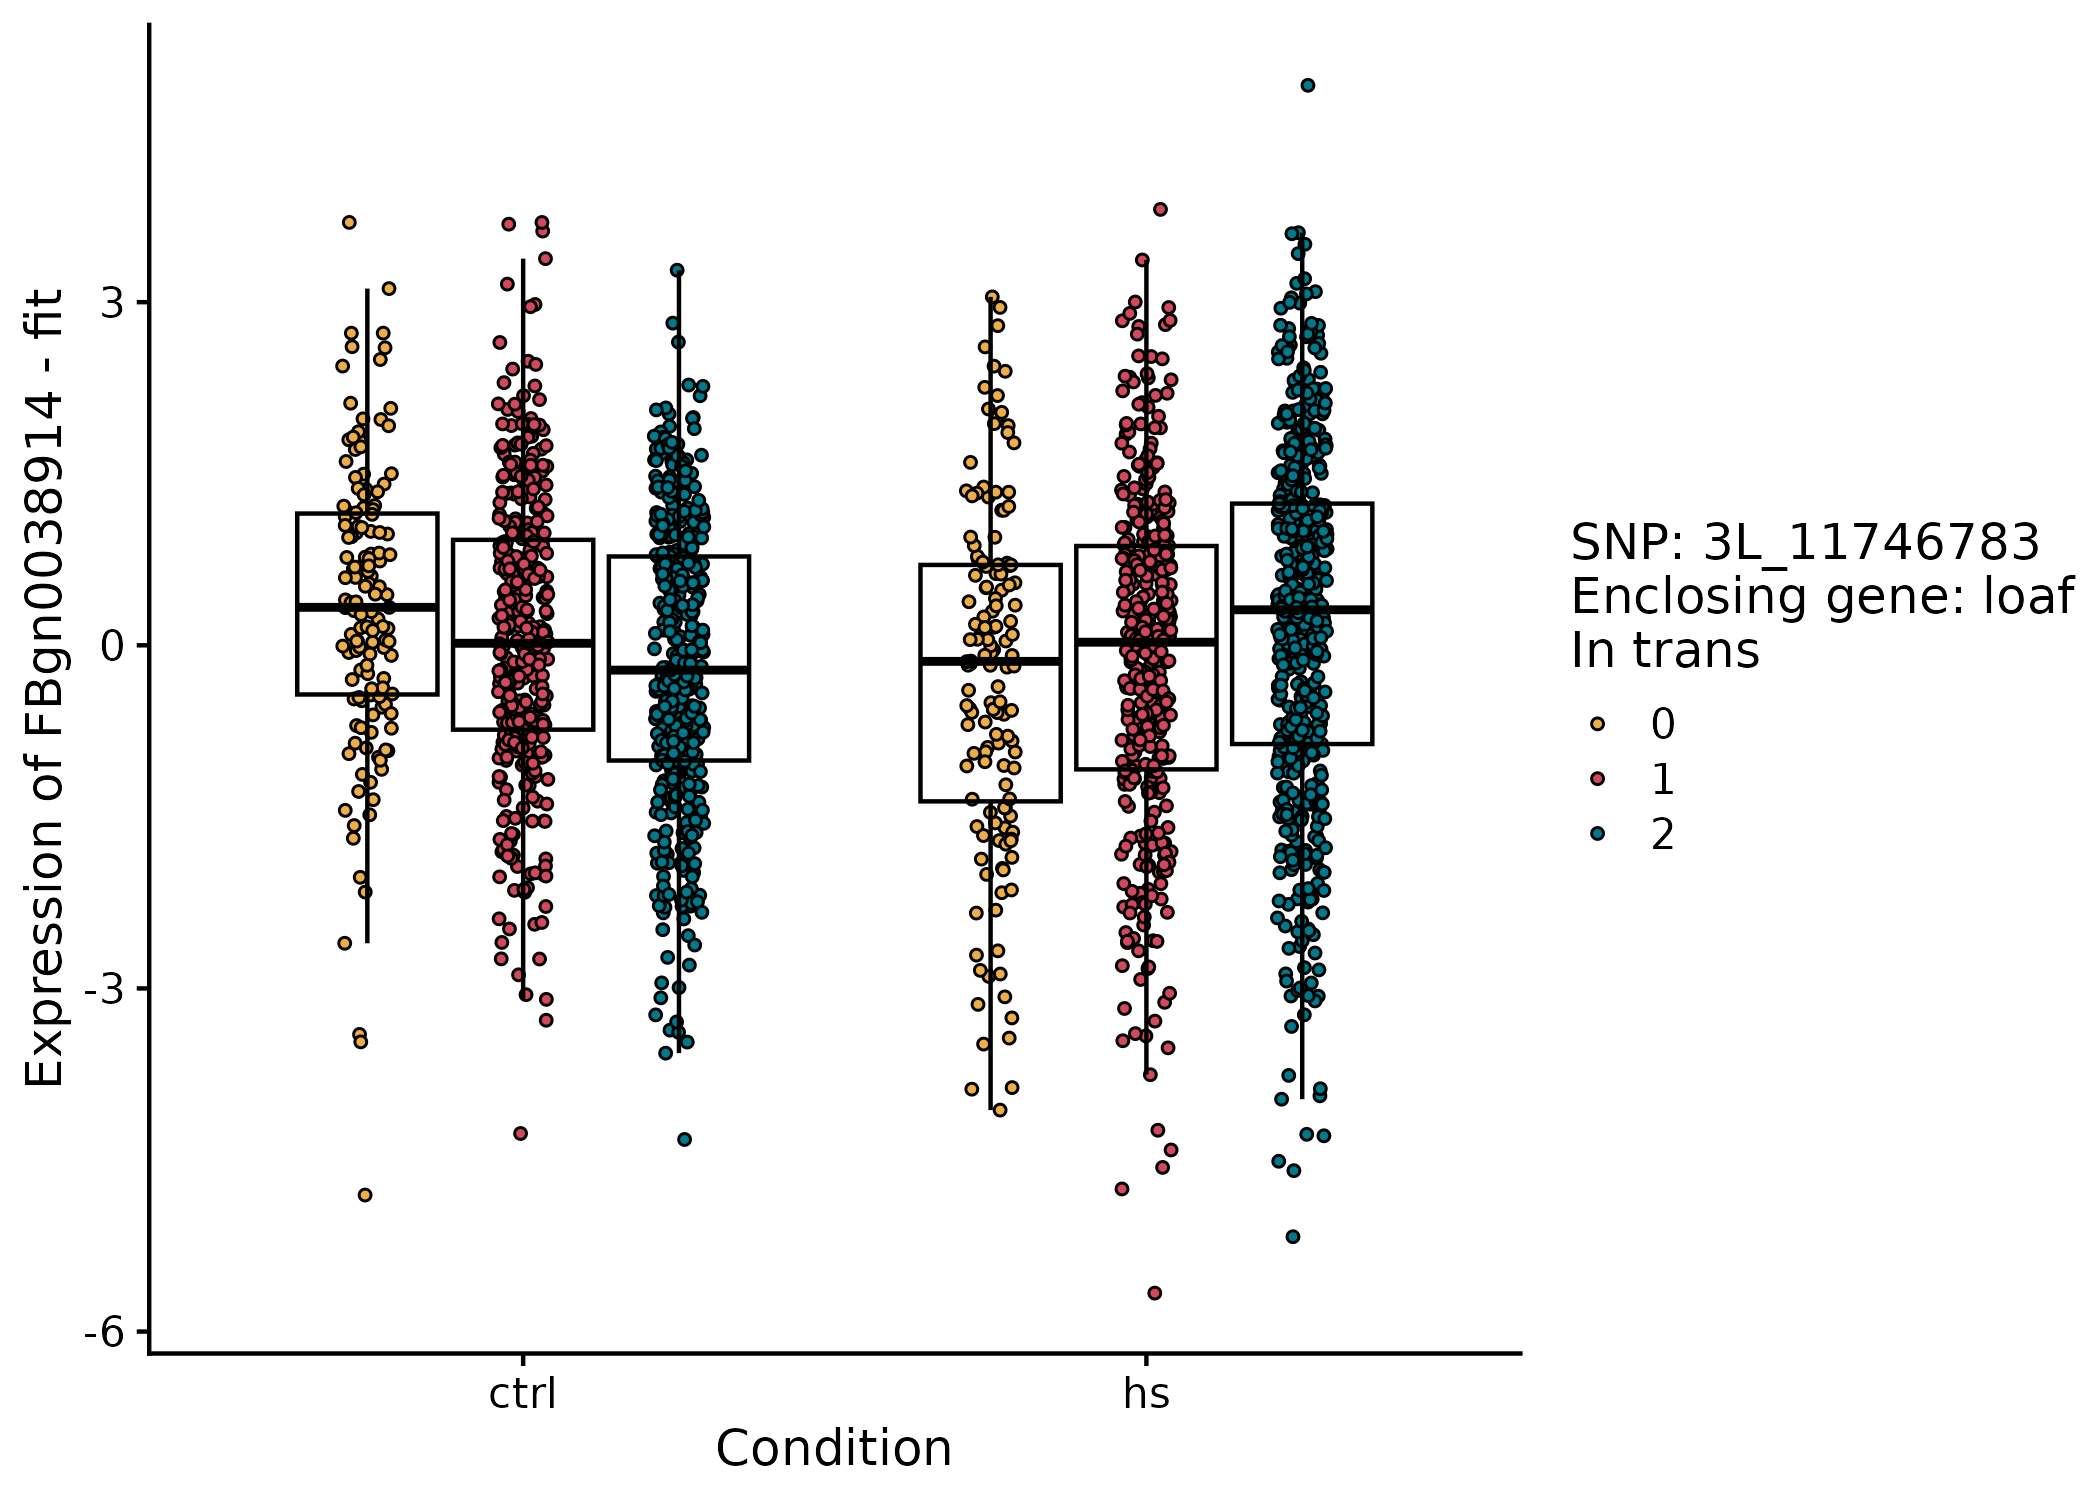 Expression of FBgn0038914 - fit
3
0
-3
-6
ctrl
hs
Condition
SNP: 3L_11746783
Enclosing gene: loaf
In trans
0
1
2